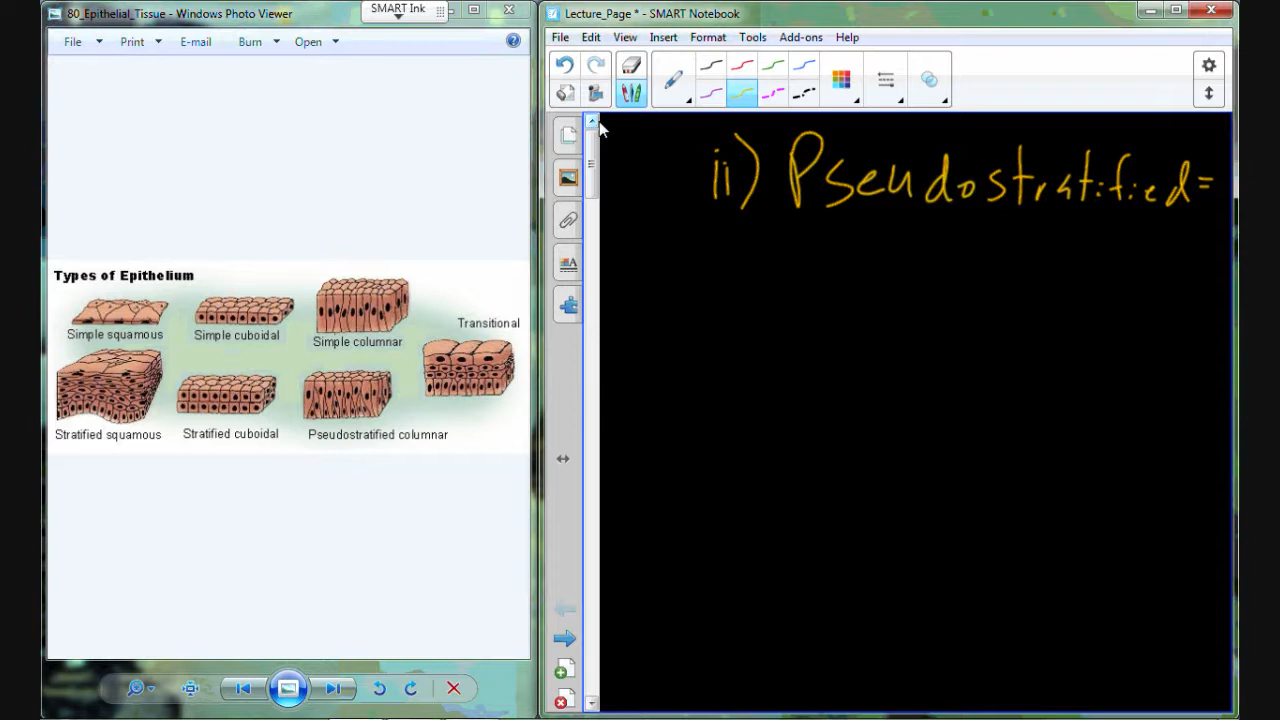 80_Epithelial_Tissue - Windows Photo Viewer
SMART Ink
File Print E-mail Burn Open
Types of Epithelium
Simple squamous
Simple cuboidal
Simple columnar
Transitional
Stratified squamous
Stratified cuboidal
Pseudostratified columnar
Lecture_Page * - SMART Notebook
File Edit View Insert Format Tools Add-ons Help
ii) Pseudostratified=